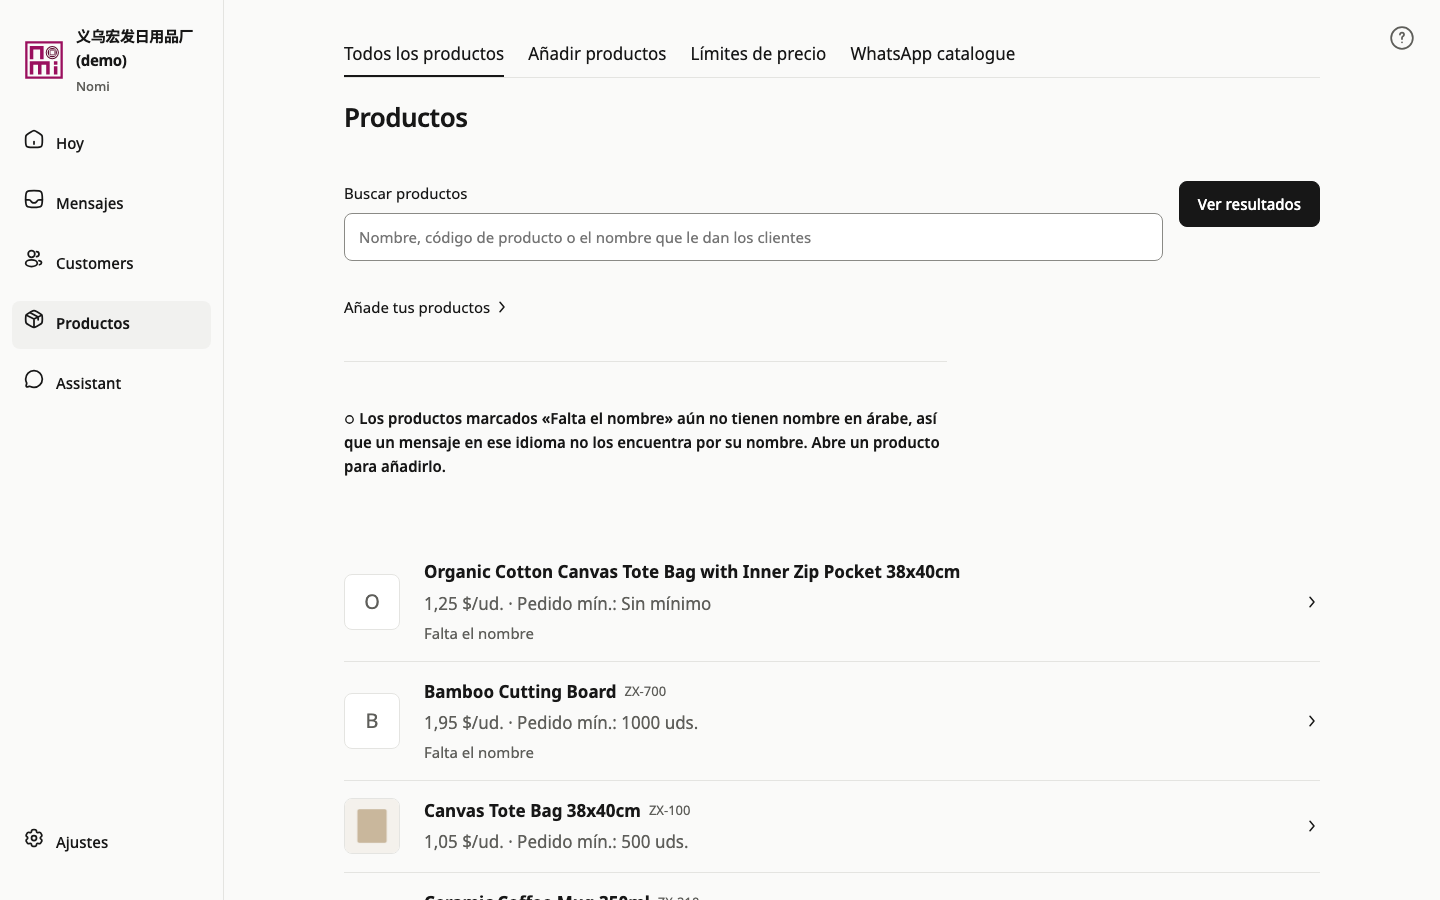 义乌宏发日用品厂
(demo)
Nomi
Hoy
Mensajes
Customers
Productos
Assistant
Ajustes
Todos los productos
Añadir productos
Límites de precio
WhatsApp catalogue
Productos
Buscar productos
Nombre, código de producto o el nombre que le dan los clientes
Ver resultados
Añade tus productos
Los productos marcados «Falta el nombre» aún no tienen nombre en árabe, así
que un mensaje en ese idioma no los encuentra por su nombre. Abre un producto
para añadirlo.
O
Organic Cotton Canvas Tote Bag with Inner Zip Pocket 38x40cm
1,25 $/ud. · Pedido mín.: Sin mínimo
Falta el nombre
B
Bamboo Cutting Board ZX-700
1,95 $/ud. · Pedido mín.: 1000 uds.
Falta el nombre
Canvas Tote Bag 38x40cm ZX-100
1,05 $/ud. · Pedido mín.: 500 uds.
Ceramic Coffee Mug 350ml ZX-210